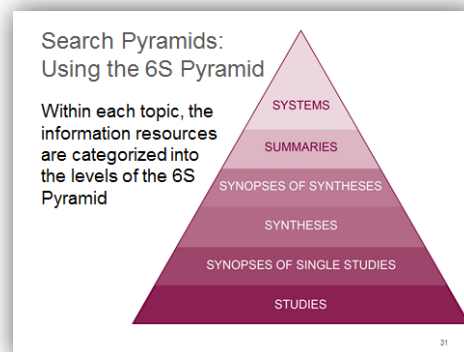 Search Pyramids:
Using the 6S Pyramid
Within each topic, the
information resources
are categorized into
the levels of the 6S
Pyramid
SYSTEMS
SUMMARIES
SYNOPSES OF SYNTHESES
SYNTHESES
SYNOPSES OF SINGLE STUDIES
STUDIES
31